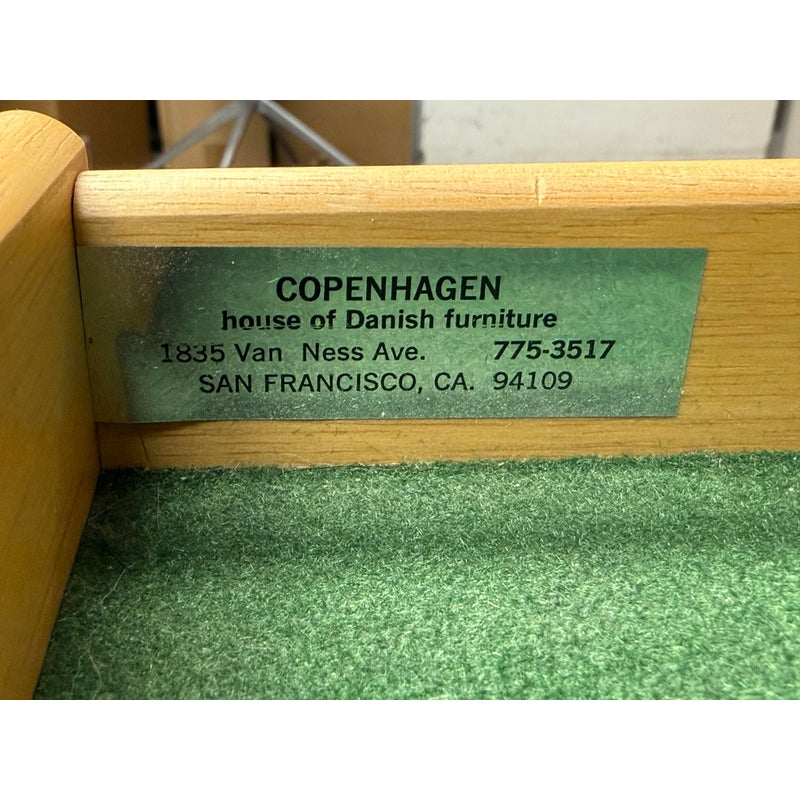 COPENHAGEN
house of Danish furniture
1835 Van Ness Ave. 775-3517
SAN FRANCISCO, CA. 94109